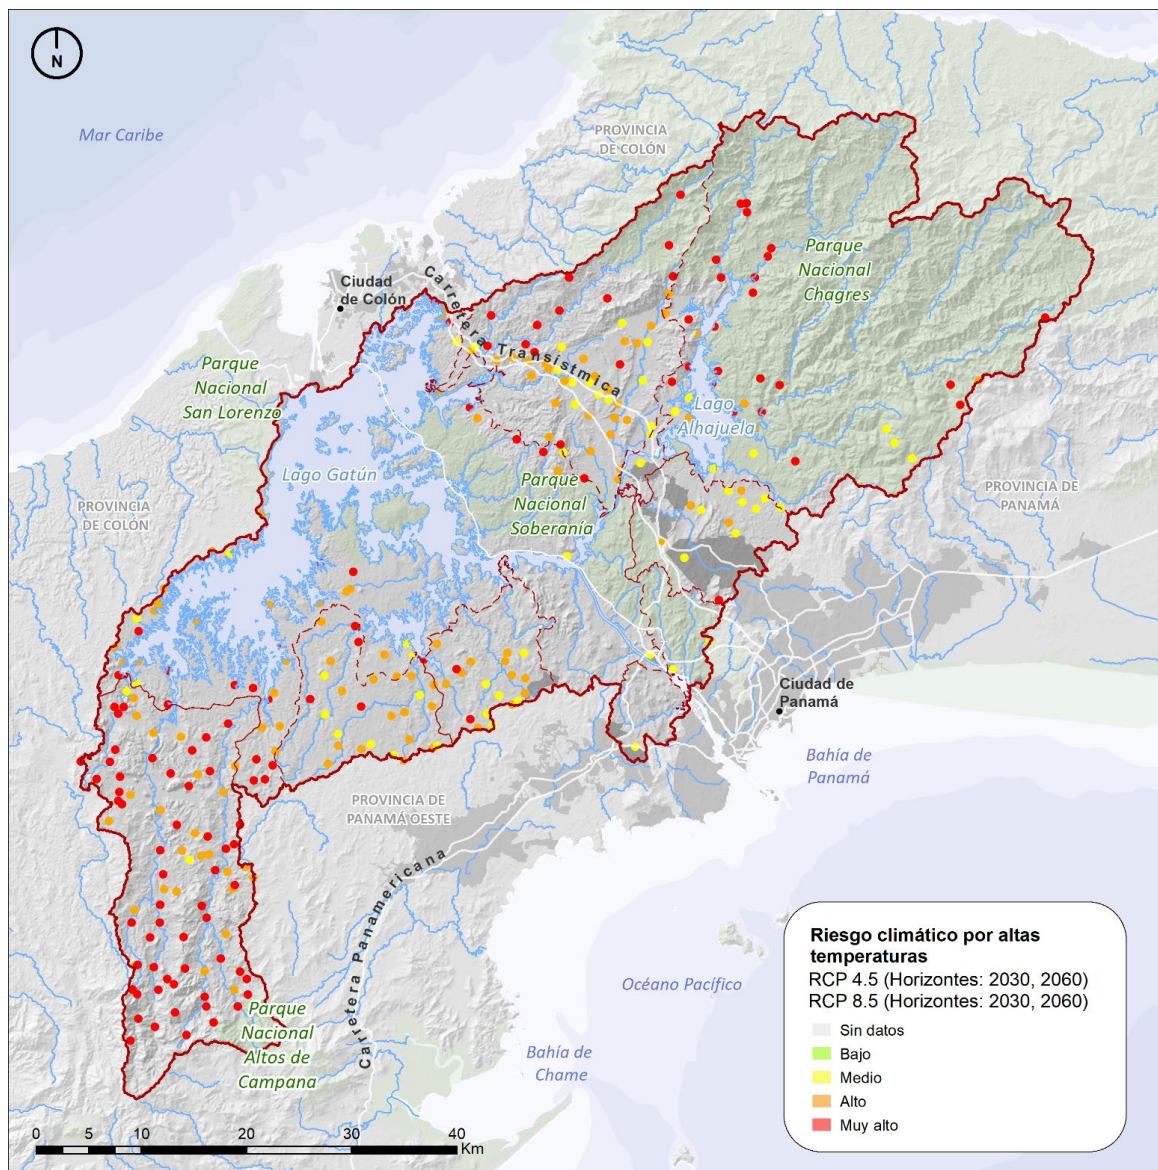 N
Mar Caribe
PROVINCIA
DE COLÓN
Parque
Nacional
Chagres
Ciudad
de Colón
Carretera Transístmica
Parque
Nacional
San Lorenzo
Lago
Alhajuela
Lago Gatún
Parque
Nacional
Soberanía
PROVINCIA
DE COLÓN
PROVINCIA DE
PANAMÁ
Ciudad de
Panamá
Bahía de
Panamá
PROVINCIA DE
PANAMÁ OESTE
Carretera Panamericana
Océano Pacífico
Parque
Nacional
Altos de
Campana
Bahía de
Chame
Riesgo climático por altas
temperaturas
RCP 4.5 (Horizontes: 2030, 2060)
RCP 8.5 (Horizontes: 2030, 2060)
Sin datos
Bajo
Medio
Alto
Muy alto
0 5 10 20 30 40
Km